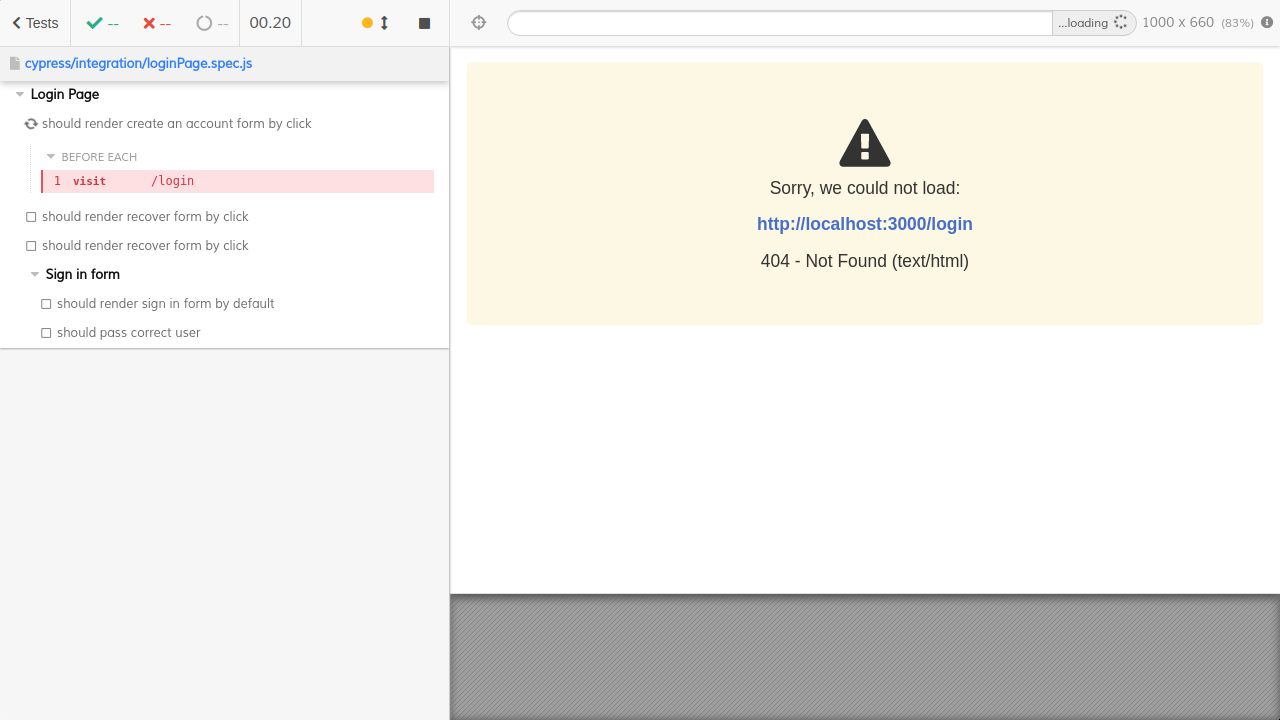 Tests -- -- -- 00.20
...loading 1000 x 660 (83%)
cypress/integration/loginPage.spec.js
Login Page
should render create an account form by click
BEFORE EACH
1 visit /login
should render recover form by click
should render recover form by click
Sign in form
should render sign in form by default
should pass correct user
Sorry, we could not load:
http://localhost:3000/login
404 - Not Found (text/html)